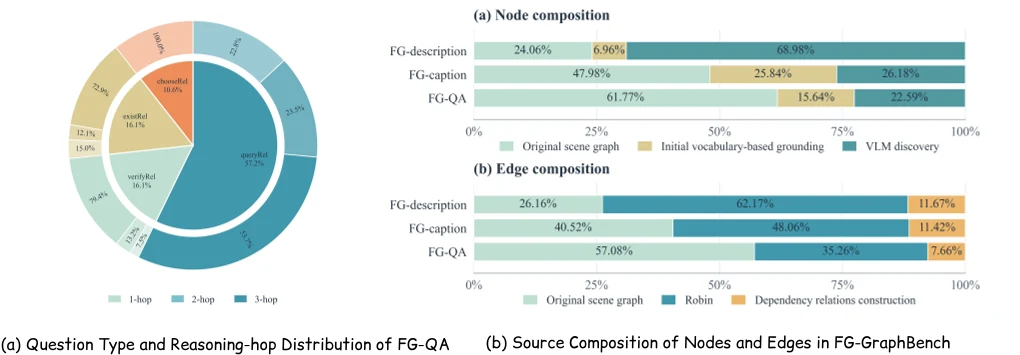 100.0%
22.8%
23.5%
53.7%
7.5%
13.2%
79.4%
15.0%
12.1%
72.9%
chooseRel
10.6%
existRel
16.1%
verifyRel
16.1%
queryRel
57.2%
1-hop 2-hop 3-hop
(a) Question Type and Reasoning-hop Distribution of FG-QA
(a) Node composition
FG-description 24.06% 6.96% 68.98%
FG-caption 47.98% 25.84% 26.18%
FG-QA 61.77% 15.64% 22.59%
0% 25% 50% 75% 100%
Original scene graph Initial vocabulary-based grounding VLM discovery
(b) Edge composition
FG-description 26.16% 62.17% 11.67%
FG-caption 40.52% 48.06% 11.42%
FG-QA 57.08% 35.26% 7.66%
0% 25% 50% 75% 100%
Original scene graph Robin Dependency relations construction
(b) Source Composition of Nodes and Edges in FG-GraphBench